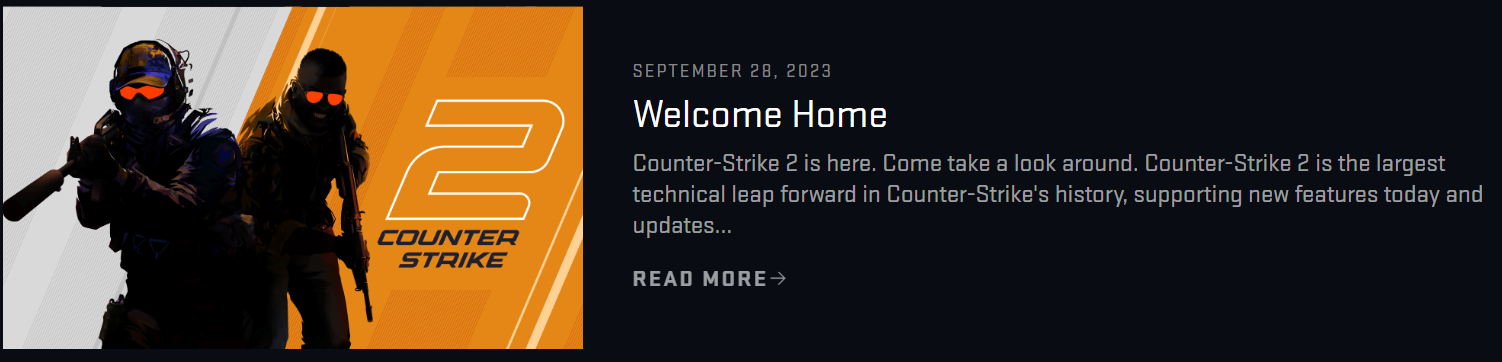 2
COUNTER
STRIKE
SEPTEMBER 28, 2023
Welcome Home
Counter-Strike 2 is here. Come take a look around. Counter-Strike 2 is the largest
technical leap forward in Counter-Strike's history, supporting new features today and
updates...
READ MORE→